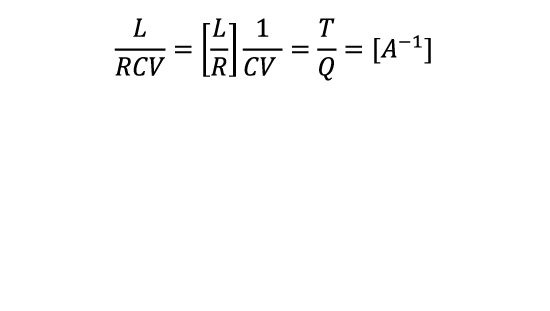 L/RCV = [L/R] 1/CV = T/Q = [A⁻¹]